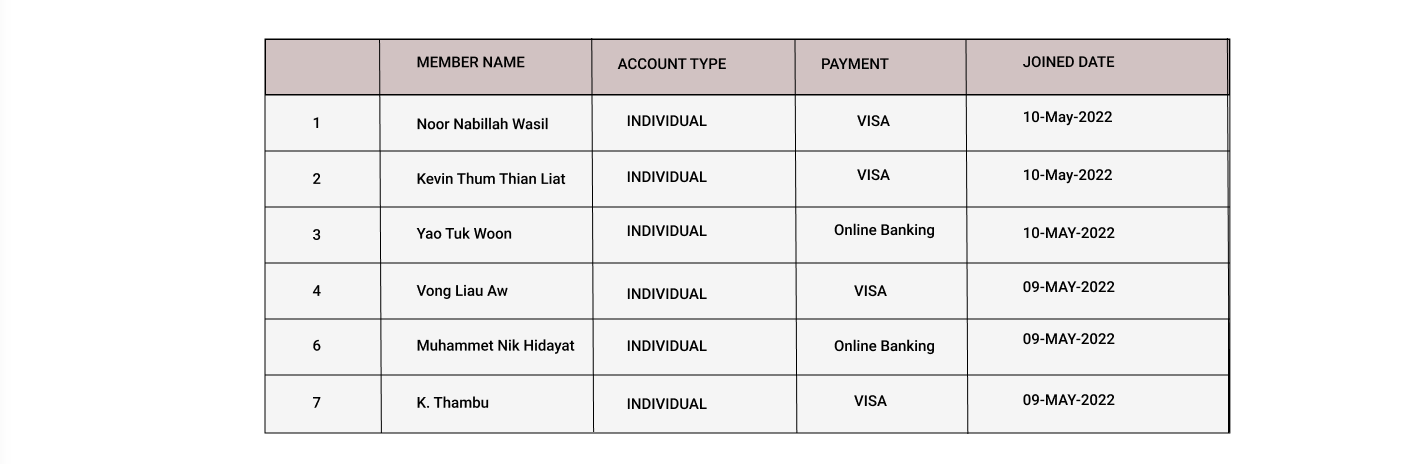 MEMBER NAME ACCOUNT TYPE PAYMENT JOINED DATE
1 Noor Nabillah Wasil INDIVIDUAL VISA 10-May-2022
2 Kevin Thum Thian Liat INDIVIDUAL VISA 10-May-2022
3 Yao Tuk Woon INDIVIDUAL Online Banking 10-MAY-2022
4 Vong Liau Aw INDIVIDUAL VISA 09-MAY-2022
6 Muhammet Nik Hidayat INDIVIDUAL Online Banking 09-MAY-2022
7 K. Thambu INDIVIDUAL VISA 09-MAY-2022